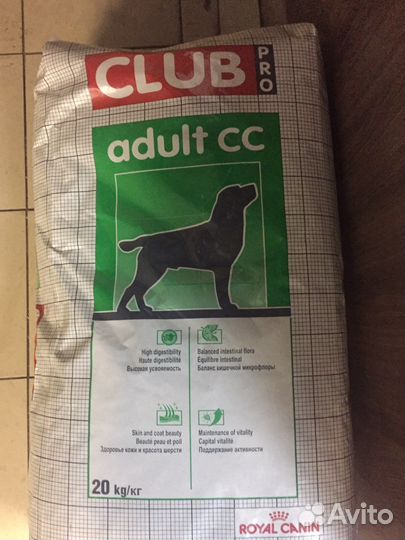 CLUB
PRO
adult cc
High digestibility
Haute digestibilité
Высокая усвояемость
Balanced intestinal flora
Equilibre intestinal
Баланс кишечной микрофлоры
Skin and coat beauty
Beauté peau et poil
Здоровье кожи и красота шерсти
Maintenance of vitality
Capital vitalité
Поддержание активности
20 kg/кг
ROYAL CANIN
Avito